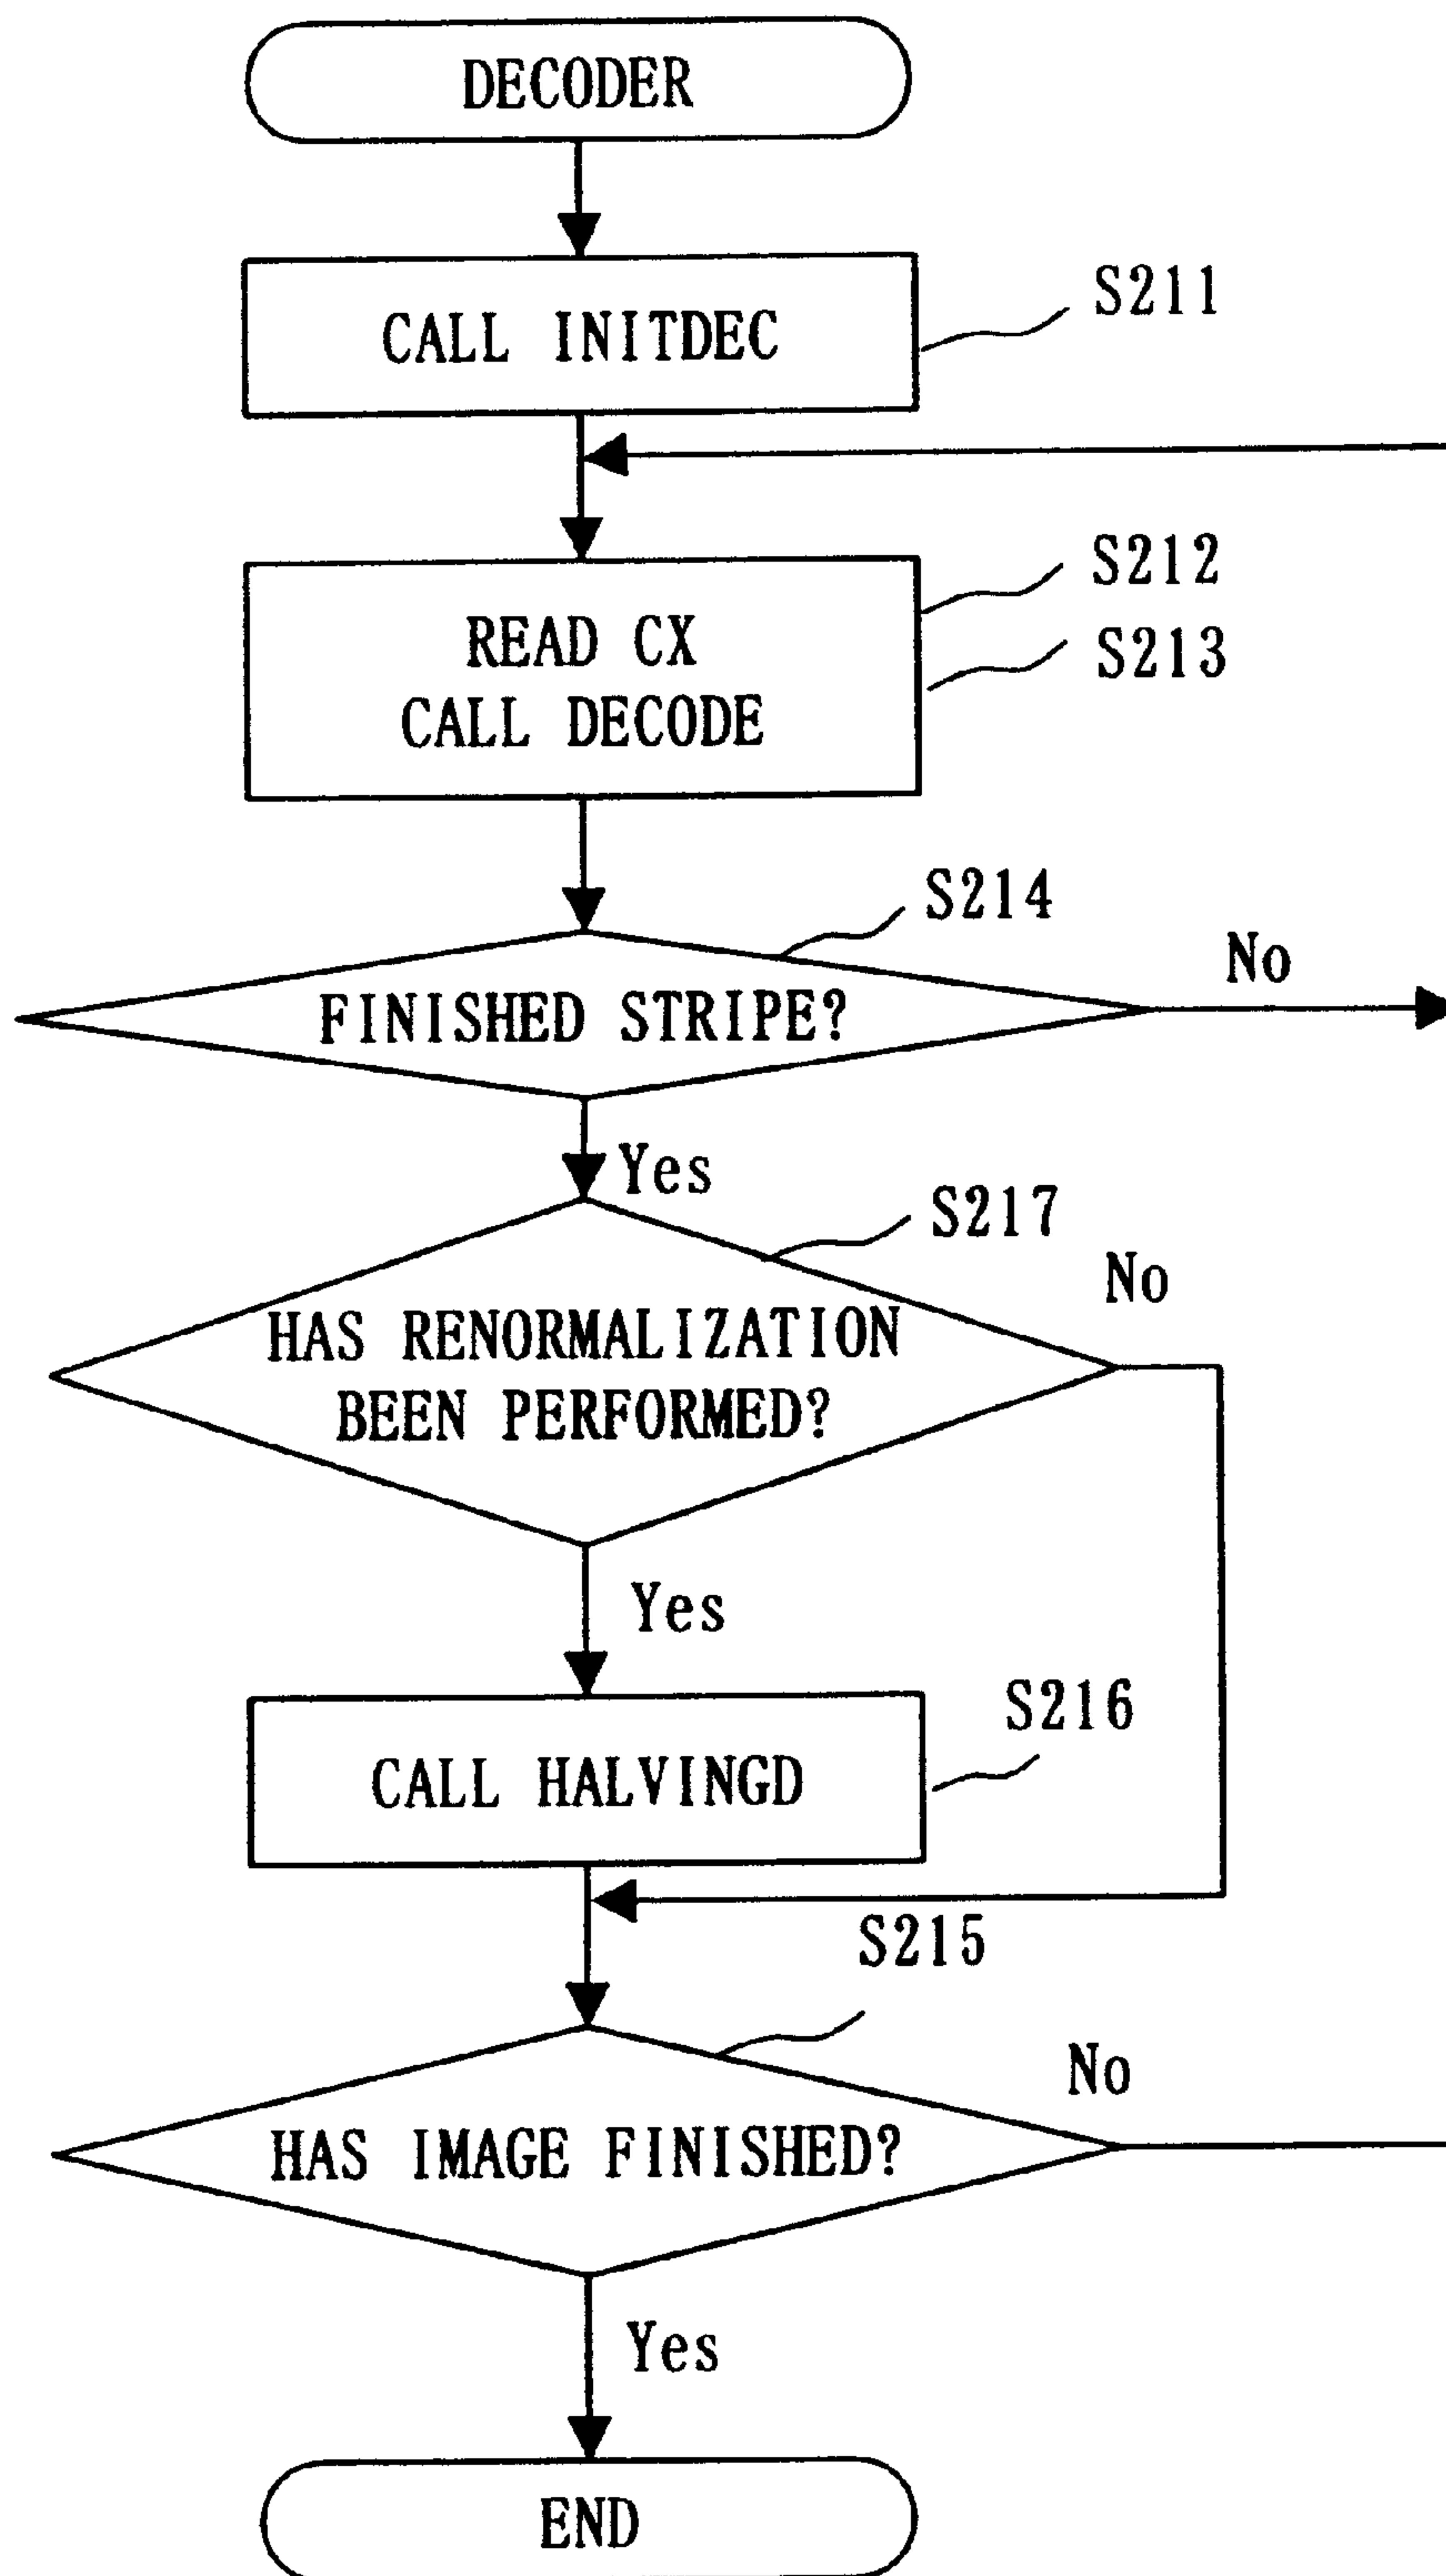 DECODER
CALL INITDEC
S211
READ CX
CALL DECODE
S212
S213
S214
FINISHED STRIPE?
No
Yes
S217
HAS RENORMALIZATION
BEEN PERFORMED?
No
Yes
CALL HALVINGD
S216
S215
HAS IMAGE FINISHED?
No
Yes
END